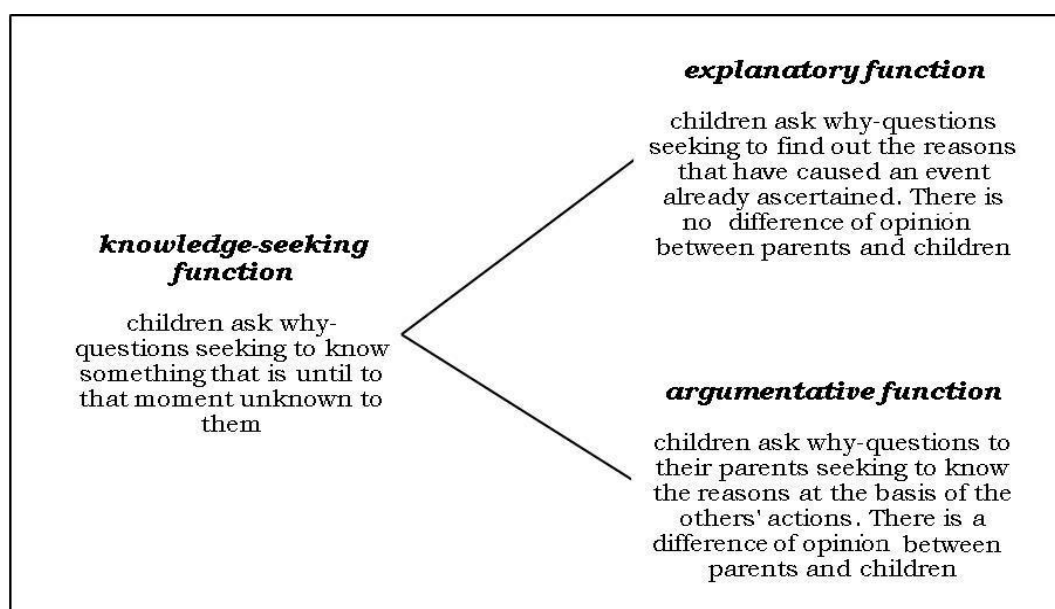 knowledge-seeking
function
children ask why-
questions seeking to know
something that is until to
that moment unknown to
them
explanatory function
children ask why-questions
seeking to find out the reasons
that have caused an event
already ascertained. There is
no difference of opinion
between parents and children
argumentative function
children ask why-questions to
their parents seeking to know
the reasons at the basis of the
others' actions. There is a
difference of opinion between
parents and children